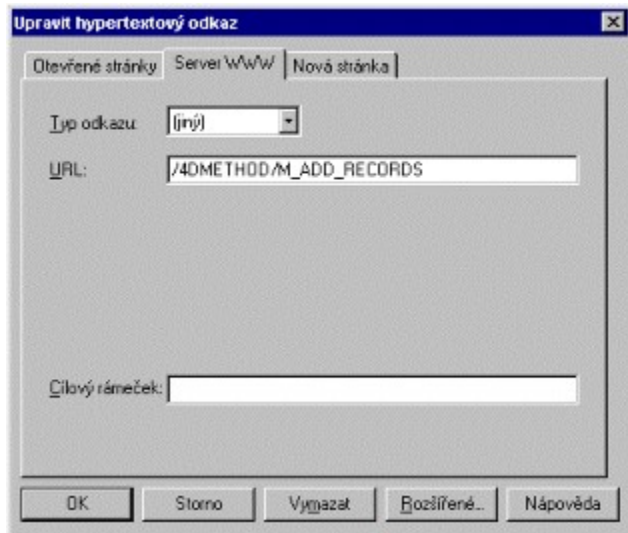 Upravit hypertextový odkaz
Otevřené stránky Server WWW Nová stránka
Typ odkazu: (jiný)
URL: /4DMETHOD/M_ADD_RECORDS
Cílový rámeček:
OK Storno Vymazat Rozšířené... Nápověda